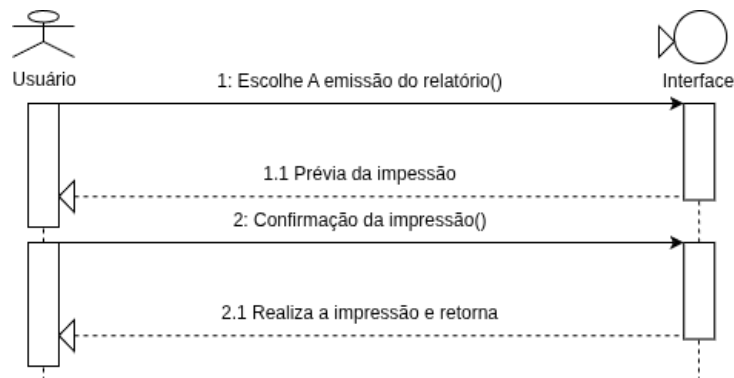 Usuário
Interface
1: Escolhe A emissão do relatório()
1.1 Prévia da impessão
2: Confirmação da impressão()
2.1 Realiza a impressão e retorna